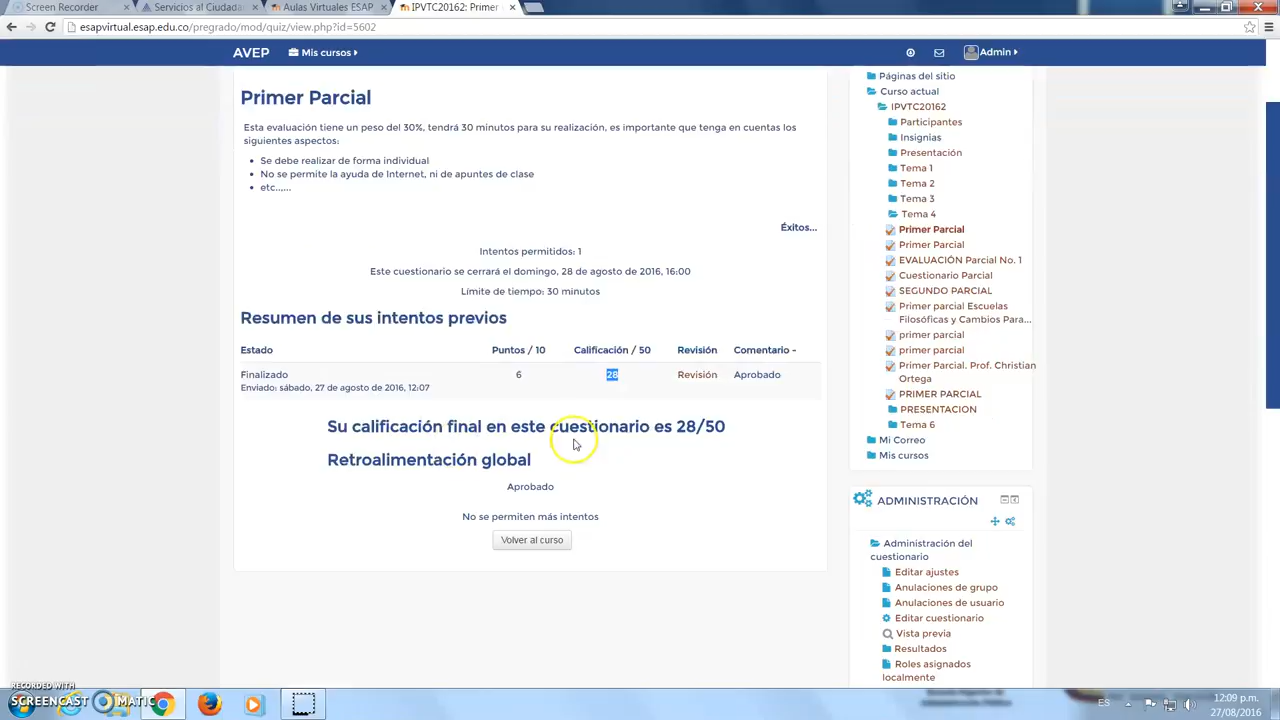 Screen Recorder
Servicios al Ciudada
Aulas Virtuales ESAP
IPVTC20162: Primer
esapvirtual.esap.edu.co/pregrado/mod/quiz/view.php?id=5602
AVEP
Mis cursos
Admin
Primer Parcial
Esta evaluación tiene un peso del 30%, tendrá 30 minutos para su realización, es importante que tenga en cuentas los
siguientes aspectos:
Se debe realizar de forma individual
No se permite la ayuda de Internet, ni de apuntes de clase
etc..,...
Éxitos...
Intentos permitidos: 1
Este cuestionario se cerrará el domingo, 28 de agosto de 2016, 16:00
Límite de tiempo: 30 minutos
Resumen de sus intentos previos
Estado Puntos / 10 Calificación / 50 Revisión Comentario -
Finalizado 6 28 Revisión Aprobado
Enviado: sábado, 27 de agosto de 2016, 12:07
Su calificación final en este cuestionario es 28/50
Retroalimentación global
Aprobado
No se permiten más intentos
Volver al curso
Páginas del sitio
Curso actual
IPVTC20162
Participantes
Insignias
Presentación
Tema 1
Tema 2
Tema 3
Tema 4
Primer Parcial
Primer Parcial
EVALUACIÓN Parcial No. 1
Cuestionario Parcial
SEGUNDO PARCIAL
Primer parcial Escuelas
Filosóficas y Cambios Para...
primer parcial
primer parcial
Primer Parcial. Prof. Christian
Ortega
PRIMER PARCIAL
PRESENTACION
Tema 6
Mi Correo
Mis cursos
ADMINISTRACIÓN
Administración del
cuestionario
Editar ajustes
Anulaciones de grupo
Anulaciones de usuario
Editar cuestionario
Vista previa
Resultados
Roles asignados
localmente
RECORDED WITH
SCREENCAST MATIC
ES
12:09 p.m.
27/08/2016